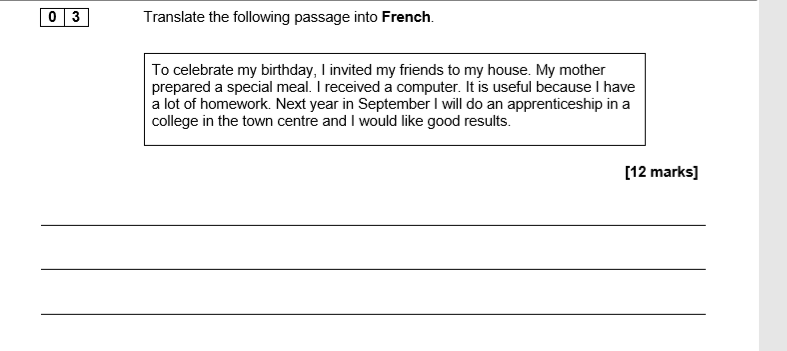 0 3 Translate the following passage into French.
To celebrate my birthday, I invited my friends to my house. My mother
prepared a special meal. I received a computer. It is useful because I have
a lot of homework. Next year in September I will do an apprenticeship in a
college in the town centre and I would like good results.
[12 marks]